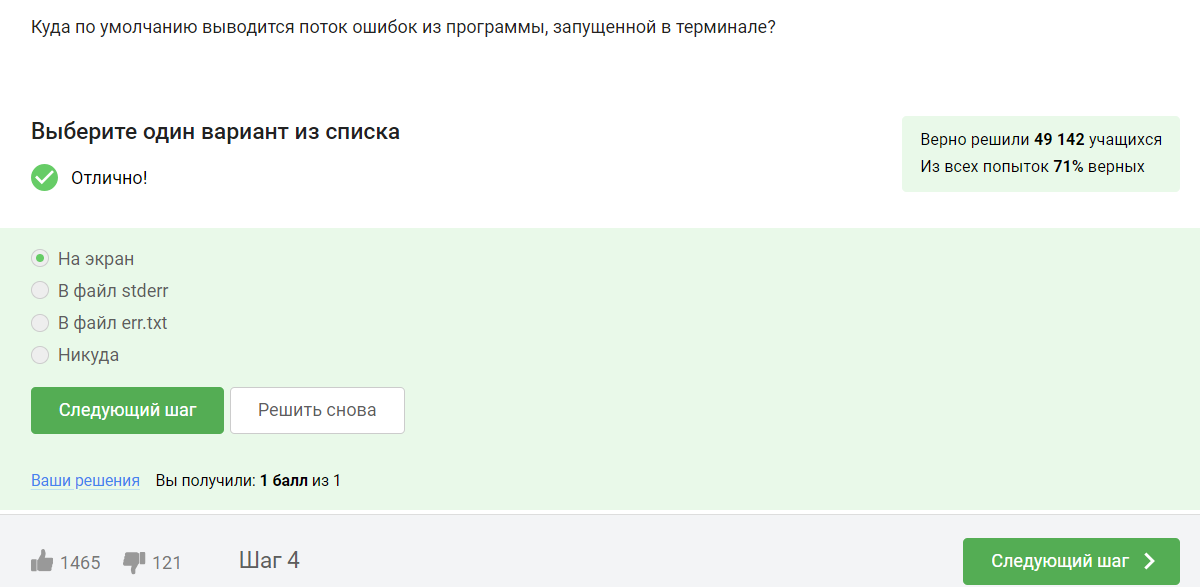 Куда по умолчанию выводится поток ошибок из программы, запущенной в терминале?
Выберите один вариант из списка
Верно решили 49 142 учащихся
Из всех попыток 71% верных
Отлично!
На экран
В файл stderr
В файл err.txt
Никуда
Следующий шаг
Решить снова
Ваши решения Вы получили: 1 балл из 1
1465 121 Шаг 4 Следующий шаг